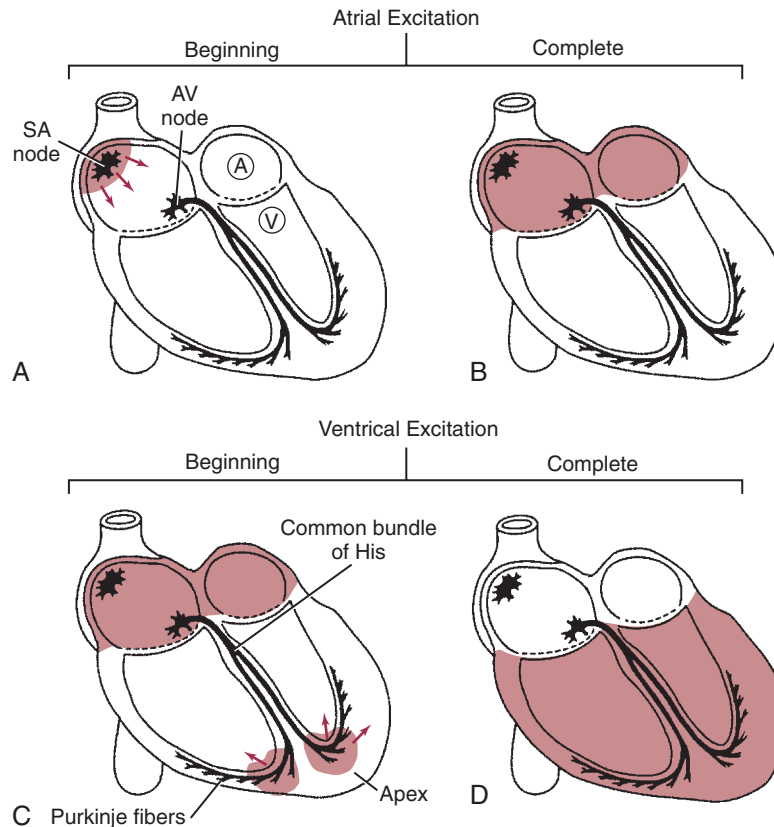 Atrial Excitation
Beginning
Complete
SA
node
AV
node
A
V
A
B
Ventrical Excitation
Beginning
Complete
Common bundle
of His
Apex
Purkinje fibers
C
D